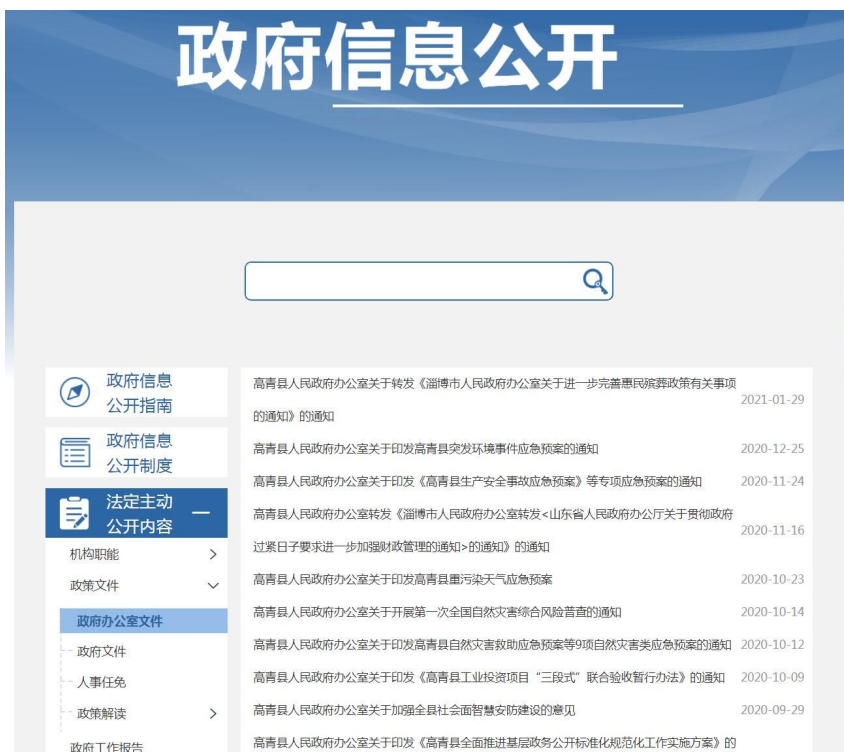 政府信息公开
政府信息
公开指南
政府信息
公开制度
法定主动
公开内容
机构职能
政策文件
政府办公室文件
政府文件
人事任免
政策解读
政府工作报告
高青县人民政府办公室关于转发《淄博市人民政府办公室关于进一步完善惠民殡葬政策有关事项
的通知》的通知
2021-01-29
高青县人民政府办公室关于印发高青县突发环境事件应急预案的通知 2020-12-25
高青县人民政府办公室关于印发《高青县生产安全事故应急预案》等专项应急预案的通知 2020-11-24
高青县人民政府办公室转发《淄博市人民政府办公室转发<山东省人民政府办公厅关于贯彻政府
过紧日子要求进一步加强财政管理的通知>的通知》的通知
2020-11-16
高青县人民政府办公室关于印发高青县重污染天气应急预案 2020-10-23
高青县人民政府办公室关于开展第一次全国自然灾害综合风险普查的通知 2020-10-14
高青县人民政府办公室关于印发高青县自然灾害救助应急预案等9项自然灾害类应急预案的通知 2020-10-12
高青县人民政府办公室关于印发《高青县工业投资项目“三段式”联合验收暂行办法》的通知 2020-10-09
高青县人民政府办公室关于加强全县社会面智慧安防建设的意见 2020-09-29
高青县人民政府办公室关于印发《高青县全面推进基层政务公开标准化规范化工作实施方案》的